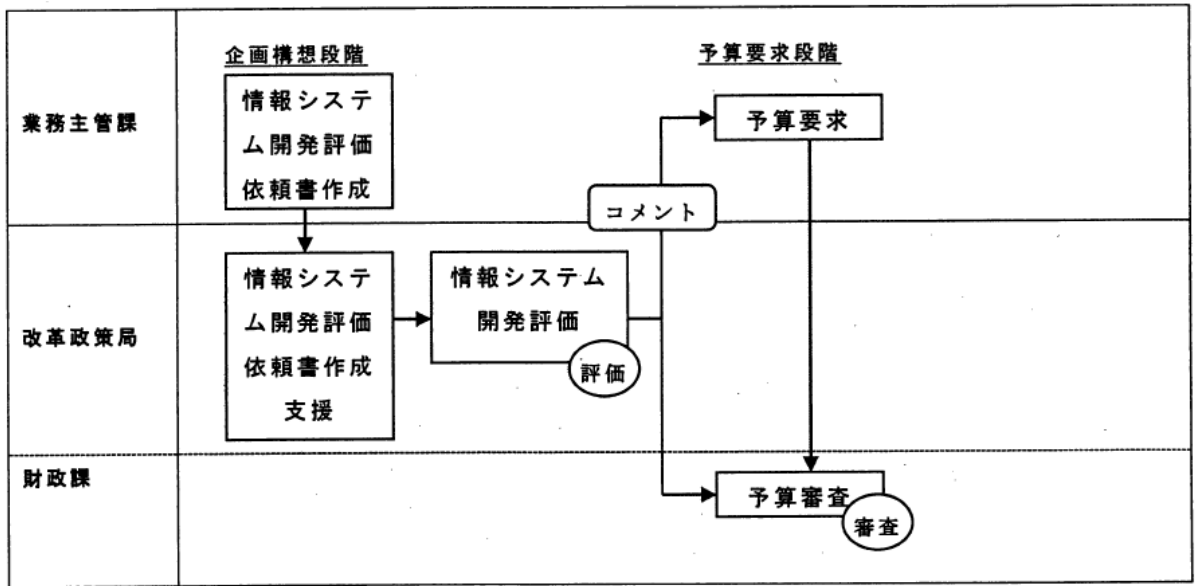 企画構想段階
予算要求段階
業務主管課
情報システ
ム開発評価
依頼書作成
予算要求
コメント
改革政策局
情報システ
ム開発評価
依頼書作成
支援
情報システム
開発評価
評価
財政課
予算審査
審査